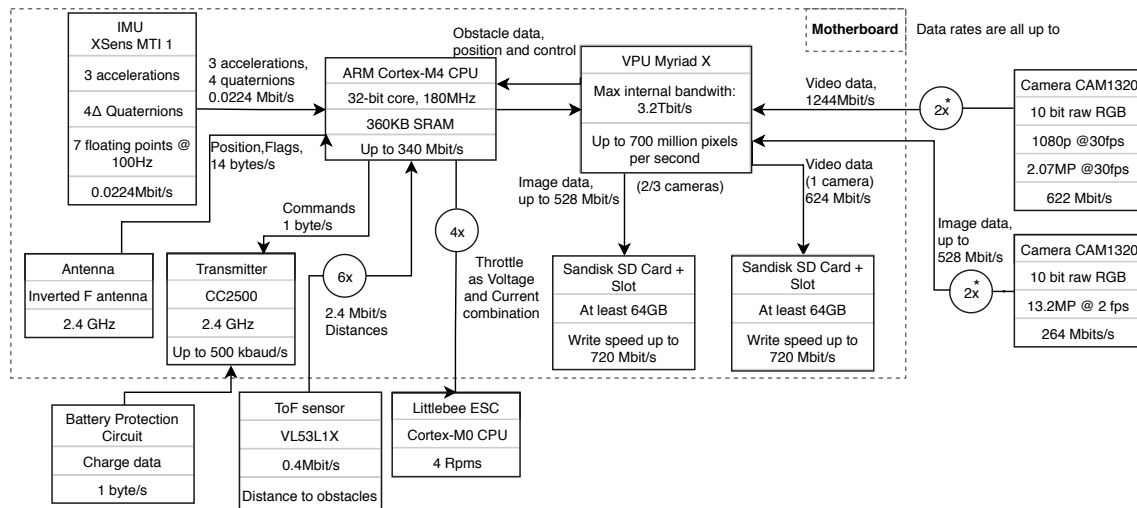 IMU
XSens MTI 1
3 accelerations
4Δ Quaternions
7 floating points @
100Hz
0.0224Mbit/s
3 accelerations,
4 quaternions
0.0224 Mbit/s
Position,Flags,
14 bytes/s
Obstacle data,
position and control
ARM Cortex-M4 CPU
32-bit core, 180MHz
360KB SRAM
Up to 340 Mbit/s
VPU Myriad X
Max internal bandwith:
3.2Tbit/s
Up to 700 million pixels
per second
Motherboard
Data rates are all up to
Video data,
1244Mbit/s
2x*
Camera CAM1320
10 bit raw RGB
1080p @30fps
2.07MP @30fps
622 Mbit/s
Image data,
up to
528 Mbit/s
2x*
Camera CAM1320
10 bit raw RGB
13.2MP @ 2 fps
264 Mbits/s
Image data,
up to 528 Mbit/s
(2/3 cameras)
Video data
(1 camera)
624 Mbit/s
Commands
1 byte/s
4x
6x
2.4 Mbit/s
Distances
Throttle
as Voltage
and Current
combination
Antenna
Inverted F antenna
2.4 GHz
Transmitter
CC2500
2.4 GHz
Up to 500 kbaud/s
Sandisk SD Card +
Slot
At least 64GB
Write speed up to
720 Mbit/s
Sandisk SD Card +
Slot
At least 64GB
Write speed up to
720 Mbit/s
Battery Protection
Circuit
Charge data
1 byte/s
ToF sensor
VL53L1X
0.4Mbit/s
Distance to obstacles
Littlebee ESC
Cortex-M0 CPU
4 Rpms